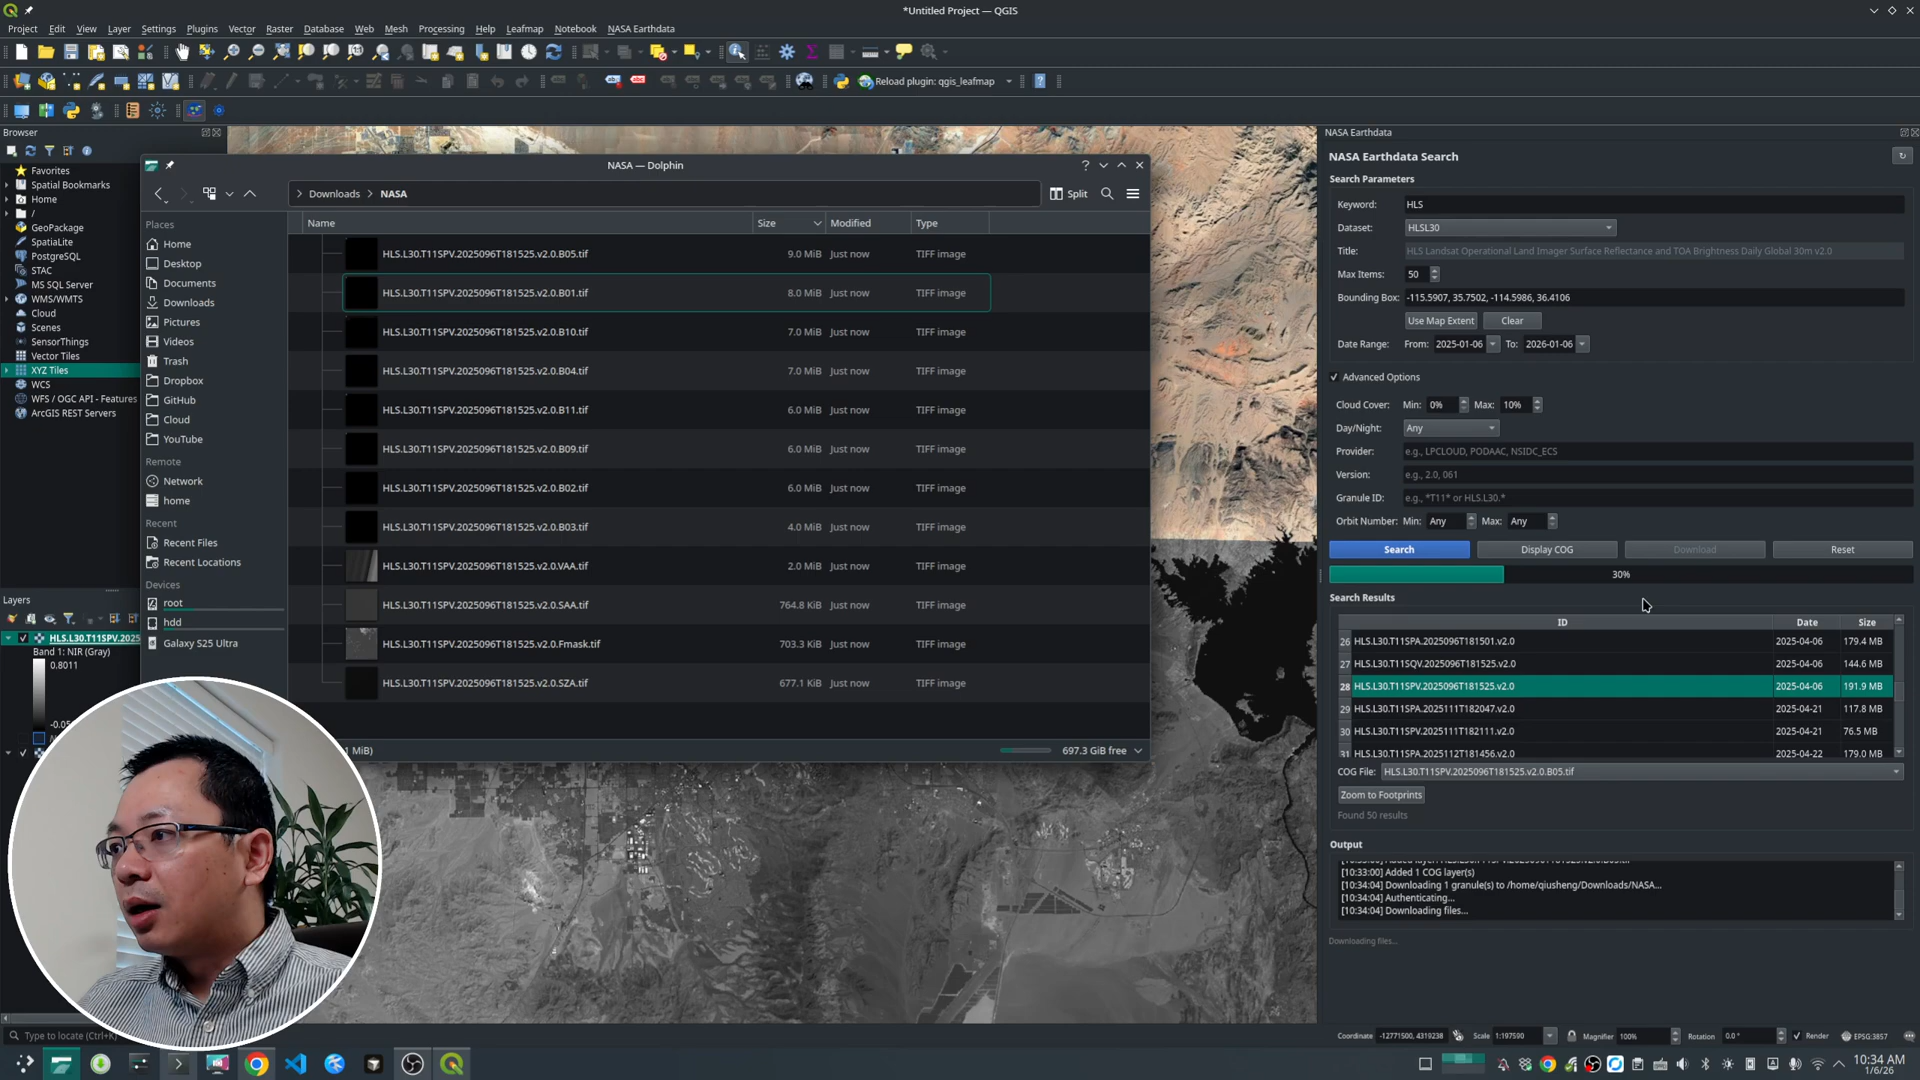 *Untitled Project — QGIS
Project Edit View Layer Settings Plugins Vector Raster Database Web Mesh Processing Help Leafmap Notebook NASA Earthdata
Reload plugin: qgis_leafmap
Browser
Favorites
Spatial Bookmarks
Home
/
GeoPackage
SpatiaLite
PostgreSQL
STAC
MS SQL Server
WMS/WMTS
Cloud
Scenes
SensorThings
Vector Tiles
XYZ Tiles
WCS
WFS / OGC API - Features
ArcGIS REST Servers
Layers
HLS.L30.T11SPV.2025
Band 1: NIR (Gray)
0.8011
Type to locate (Ctrl+K)
NASA — Dolphin
Downloads NASA
Split
Places
Home
Desktop
Documents
Downloads
Pictures
Videos
Trash
Dropbox
GitHub
Cloud
YouTube
Remote
Network
home
Recent
Recent Files
Recent Locations
Devices
root
hdd
Galaxy S25 Ultra
Name Size Modified Type
HLS.L30.T11SPV.2025096T181525.v2.0.B05.tif 9.0 MiB Just now TIFF image
HLS.L30.T11SPV.2025096T181525.v2.0.B01.tif 8.0 MiB Just now TIFF image
HLS.L30.T11SPV.2025096T181525.v2.0.B10.tif 7.0 MiB Just now TIFF image
HLS.L30.T11SPV.2025096T181525.v2.0.B04.tif 7.0 MiB Just now TIFF image
HLS.L30.T11SPV.2025096T181525.v2.0.B11.tif 6.0 MiB Just now TIFF image
HLS.L30.T11SPV.2025096T181525.v2.0.B09.tif 6.0 MiB Just now TIFF image
HLS.L30.T11SPV.2025096T181525.v2.0.B02.tif 6.0 MiB Just now TIFF image
HLS.L30.T11SPV.2025096T181525.v2.0.B03.tif 4.0 MiB Just now TIFF image
HLS.L30.T11SPV.2025096T181525.v2.0.VAA.tif 2.0 MiB Just now TIFF image
HLS.L30.T11SPV.2025096T181525.v2.0.SAA.tif 764.8 KiB Just now TIFF image
HLS.L30.T11SPV.2025096T181525.v2.0.Fmask.tif 703.3 KiB Just now TIFF image
HLS.L30.T11SPV.2025096T181525.v2.0.SZA.tif 677.1 KiB Just now TIFF image
MiB) 697.3 GiB free
NASA Earthdata
NASA Earthdata Search
Search Parameters
Keyword: HLS
Dataset: HLSL30
Title: HLS Landsat Operational Land Imager Surface Reflectance and TOA Brightness Daily Global 30m v2.0
Max Items: 50
Bounding Box: -115.5907, 35.7502, -114.5986, 36.4106
Use Map Extent Clear
Date Range: From: 2025-01-06 To: 2026-01-06
Advanced Options
Cloud Cover: Min: 0% Max: 10%
Day/Night: Any
Provider: e.g., LPCLOUD, PODAAC, NSIDC_ECS
Version: e.g., 2.0, 061
Granule ID: e.g., *T11* or HLS.L30.*
Orbit Number: Min: Any Max: Any
Search Display COG Download Reset
30%
Search Results
ID Date Size
26 HLS.L30.T11SPA.2025096T181501.v2.0 2025-04-06 179.4 MB
27 HLS.L30.T11SQV.2025096T181525.v2.0 2025-04-06 144.6 MB
28 HLS.L30.T11SPV.2025096T181525.v2.0 2025-04-06 191.9 MB
29 HLS.L30.T11SPA.2025111T182047.v2.0 2025-04-21 117.8 MB
30 HLS.L30.T11SPV.2025111T182111.v2.0 2025-04-21 76.5 MB
31 HLS.L30.T11SPA.2025112T181456.v2.0 2025-04-22 179.0 MB
COG File: HLS.L30.T11SPV.2025096T181525.v2.0.B05.tif
Zoom to Footprints
Found 50 results
Output
[10:33:00] Added 1 COG layer(s)
[10:34:04] Downloading 1 granule(s) to /home/qiusheng/Downloads/NASA...
[10:34:04] Authenticating...
[10:34:04] Downloading files...
Downloading files...
Coordinate -12771500, 4310238 Scale 1:197590 Magnifier 100% Rotation 0.0 ° Render EPSG:3857
10:34 AM
1/6/26